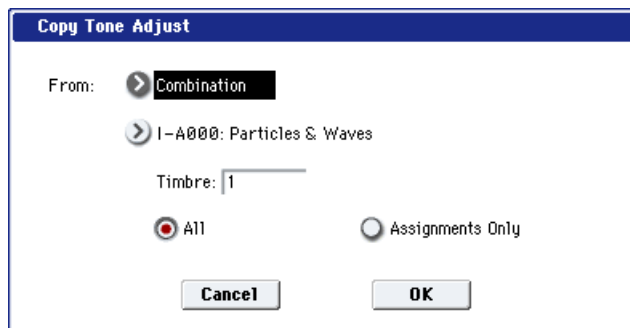 Copy Tone Adjust
From: Combination
I-A000: Particles & Waves
Timbre: 1
All Assignments Only
Cancel OK